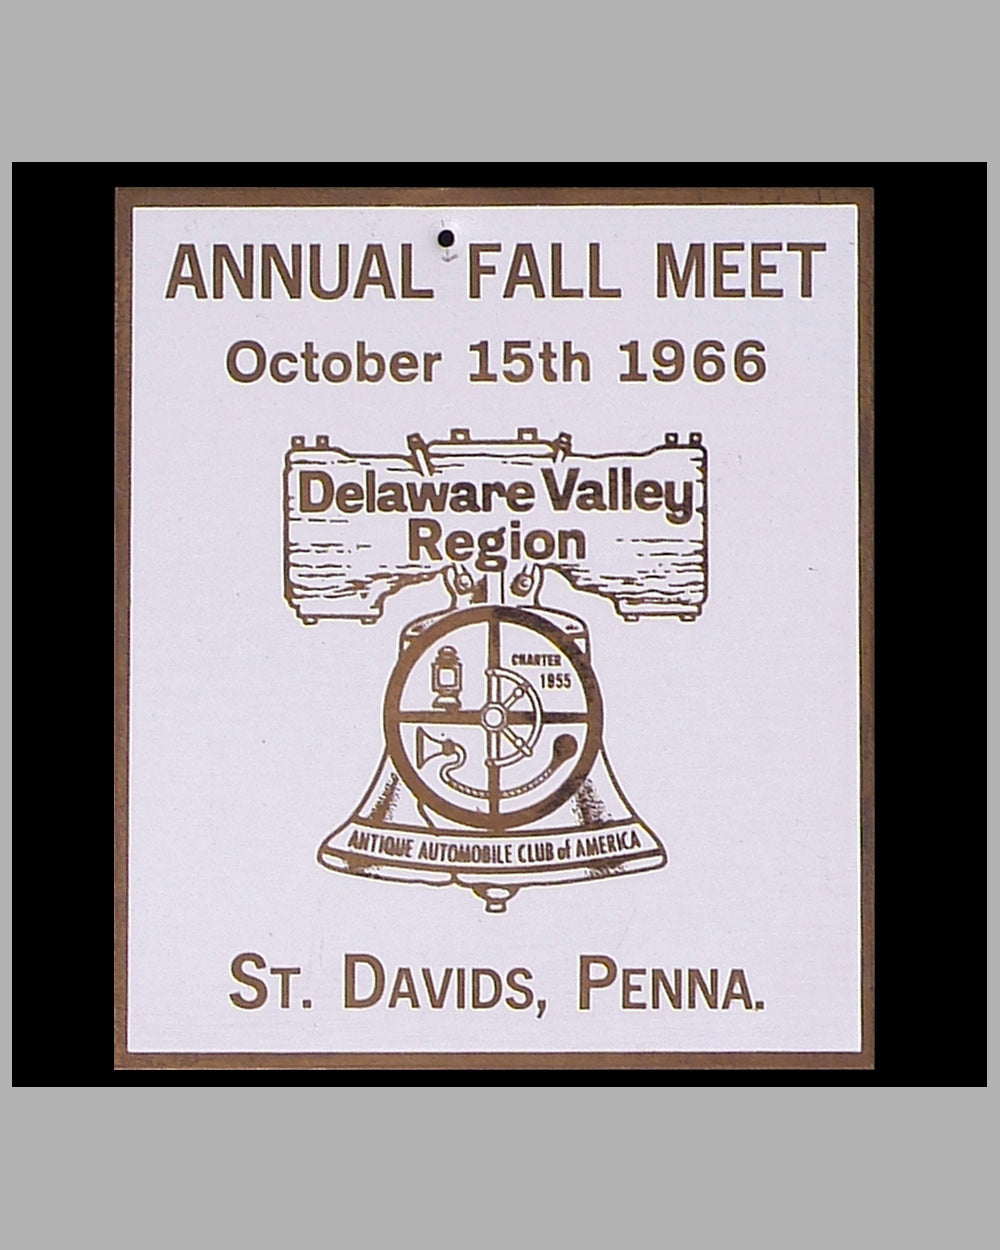 ANNUAL FALL MEET
October 15th 1966
Delaware Valley
Region
CHARTER
1955
ANTIQUE AUTOMOBILE CLUB of AMERICA
ST. DAVIDS, PENNA.